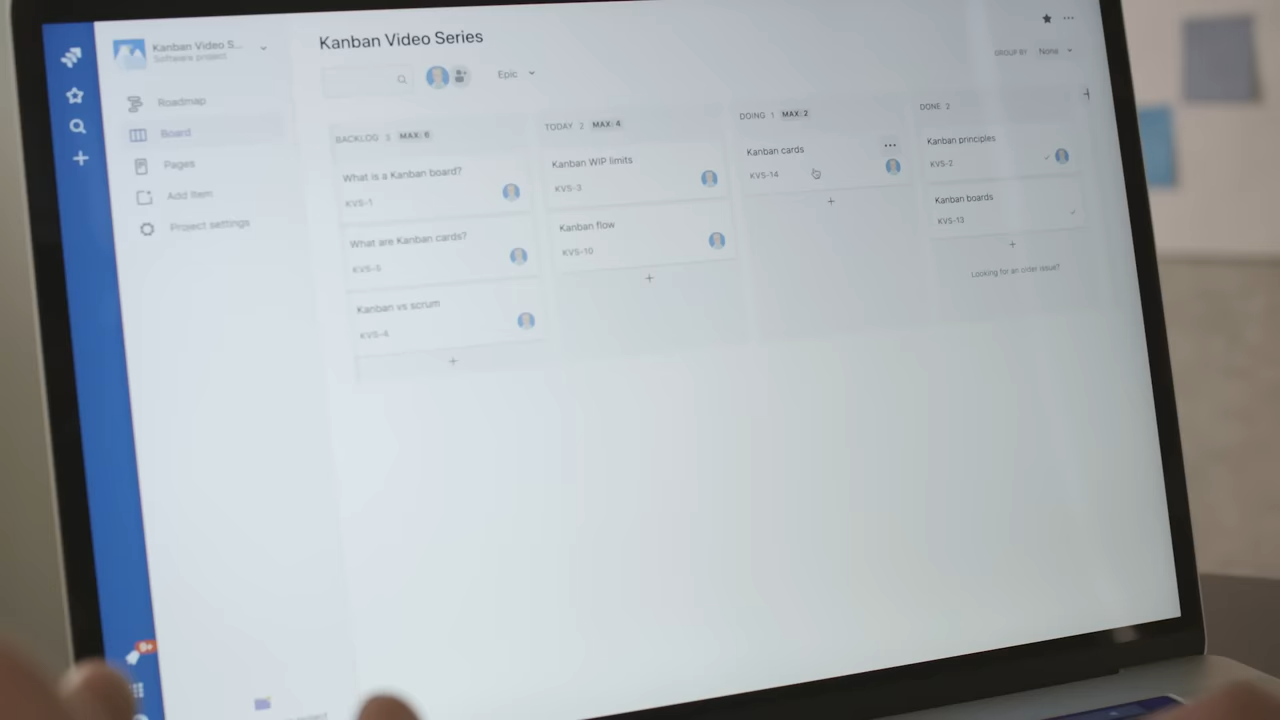 Kanban Video S...
Software project
Roadmap
Board
Pages
Add item
Project settings
9+
Kanban Video Series
Epic
GROUP BY None
BACKLOG 3 MAX: 6
What is a Kanban board?
KVS-1
What are Kanban cards?
KVS-5
Kanban vs scrum
KVS-4
TODAY 2 MAX: 4
Kanban WIP limits
KVS-3
Kanban flow
KVS-10
DOING 1 MAX: 2
Kanban cards
KVS-14
DONE 2
Kanban principles
KVS-2
Kanban boards
KVS-13
Looking for an older issue?